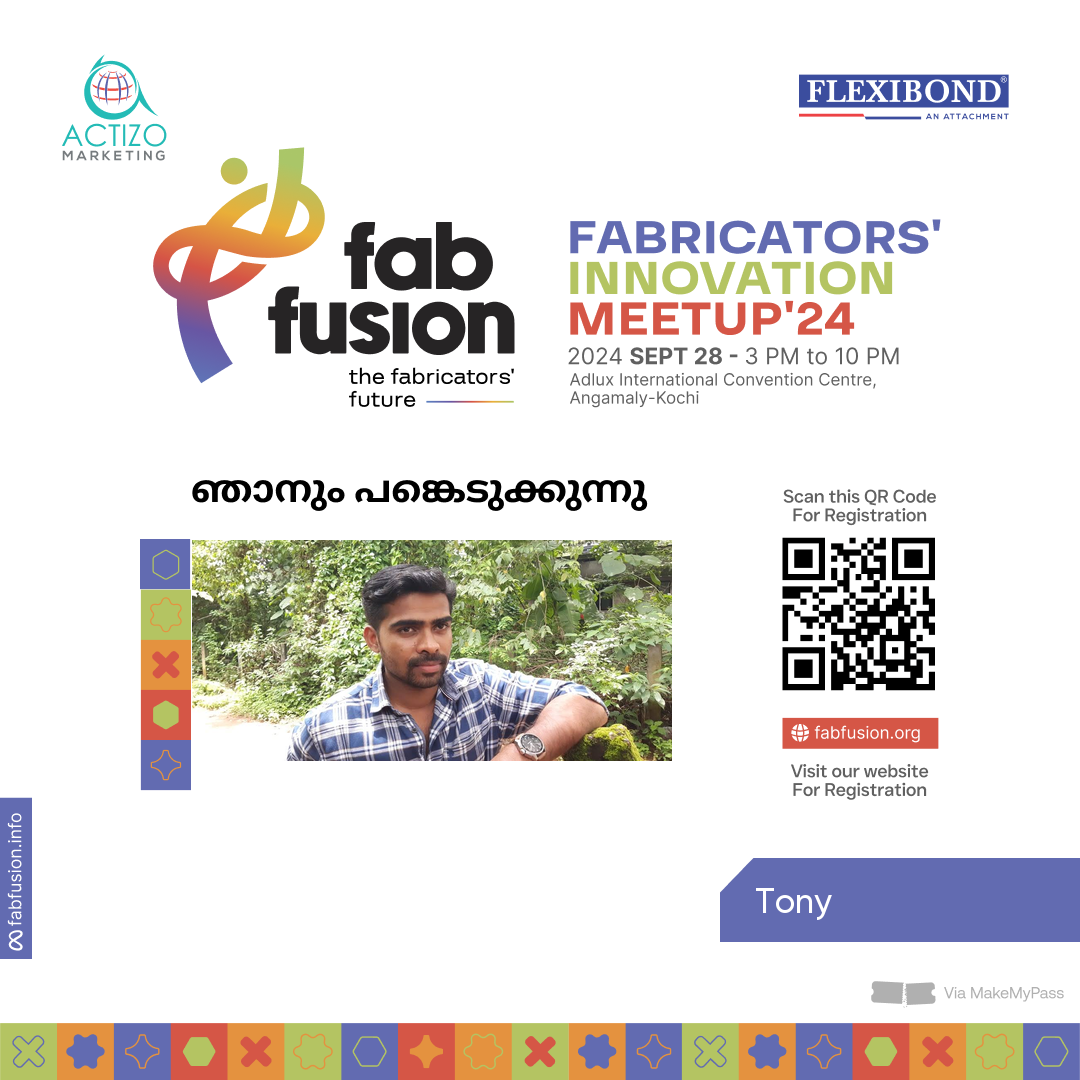 ACTIZO
MARKETING
FLEXIBOND®
AN ATTACHMENT
fab
fusion
the fabricators'
future
FABRICATORS'
INNOVATION
MEETUP'24
2024 SEPT 28 - 3 PM to 10 PM
Adlux International Convention Centre,
Angamaly-Kochi
ഞാനും പങ്കെടുക്കുന്നു
Scan this QR Code
For Registration
fabfusion.org
Visit our website
For Registration
fabfusion.info
Tony
Via MakeMyPass